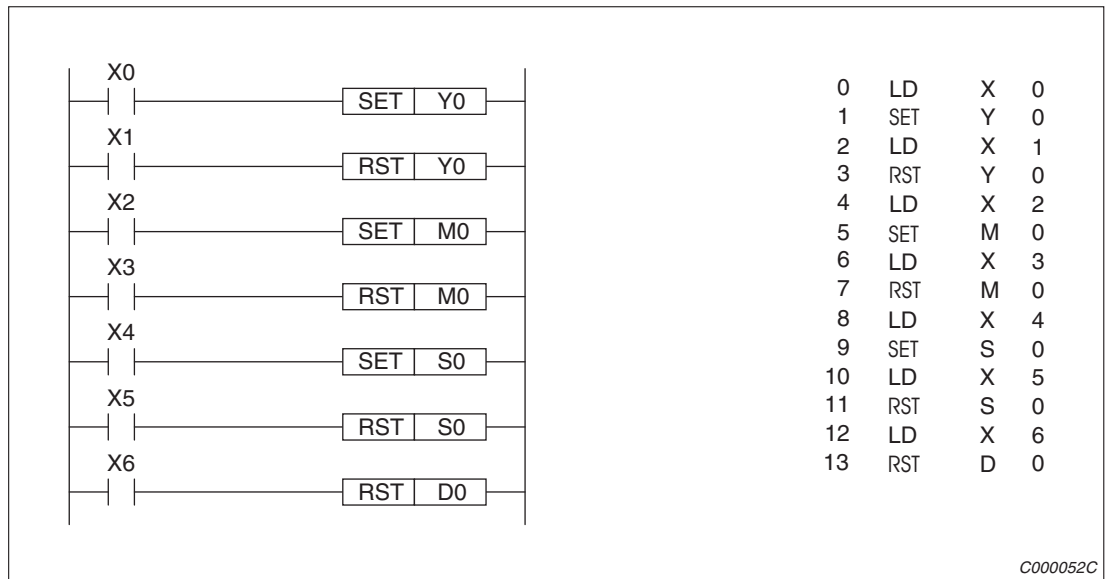 X0
SET Y0
X1
RST Y0
X2
SET M0
X3
RST M0
X4
SET S0
X5
RST S0
X6
RST D0
0 LD X 0
1 SET Y 0
2 LD X 1
3 RST Y 0
4 LD X 2
5 SET M 0
6 LD X 3
7 RST M 0
8 LD X 4
9 SET S 0
10 LD X 5
11 RST S 0
12 LD X 6
13 RST D 0
C000052C